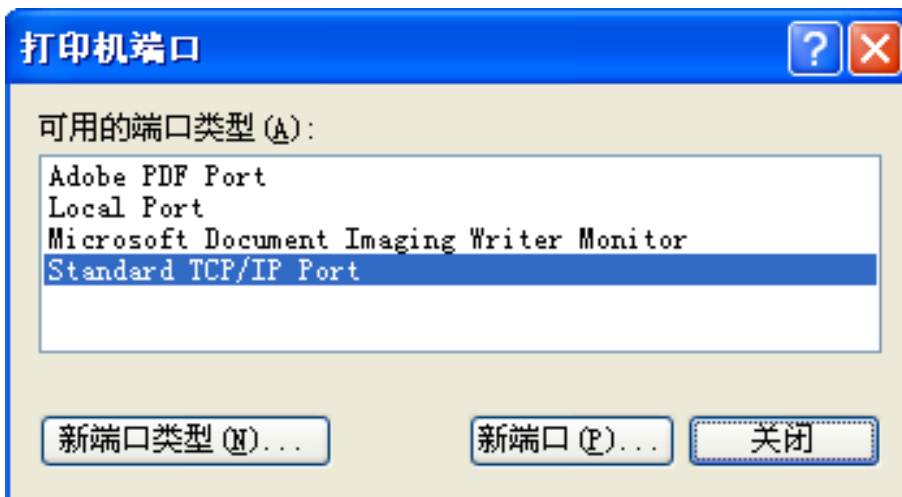 打印机端口
可用的端口类型(A):
Adobe PDF Port
Local Port
Microsoft Document Imaging Writer Monitor
Standard TCP/IP Port
新端口类型(N)... 新端口(P)... 关闭